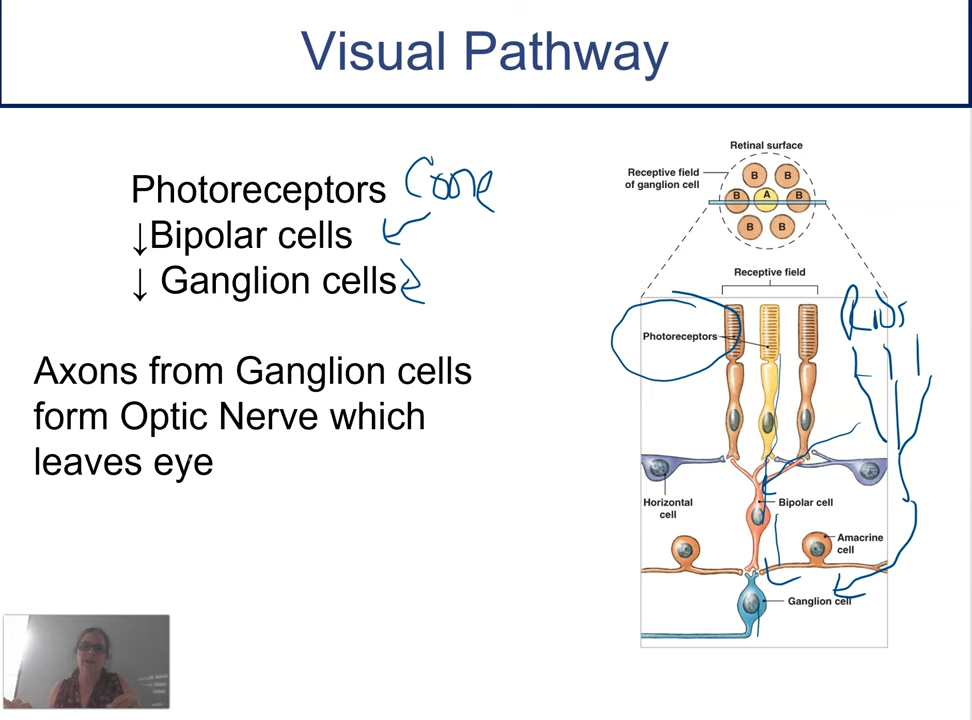 Visual Pathway
Photoreceptors Cone
↓Bipolar cells
↓ Ganglion cells
Axons from Ganglion cells
form Optic Nerve which
leaves eye
Retinal surface
Receptive field
of ganglion cell
B B
B A B
B B
Receptive field
Rods
Photoreceptors
Horizontal
cell
Bipolar cell
Amacrine
cell
Ganglion cell